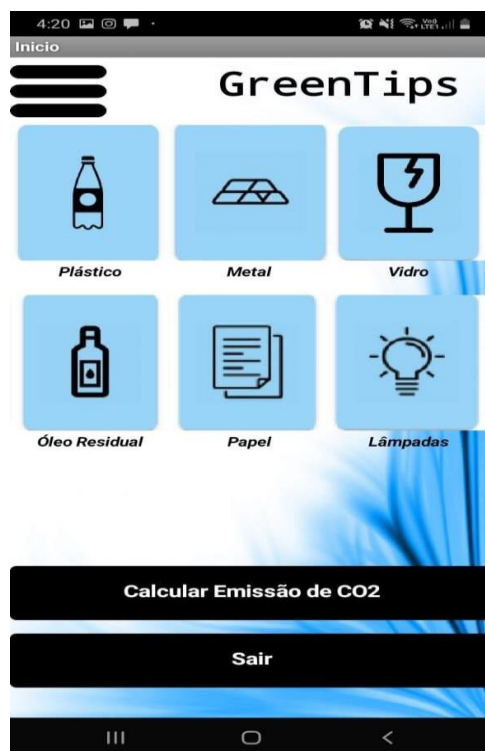 4:20
Inicio
GreenTips
Plástico Metal Vidro
Óleo Residual Papel Lâmpadas
Calcular Emissão de CO2
Sair